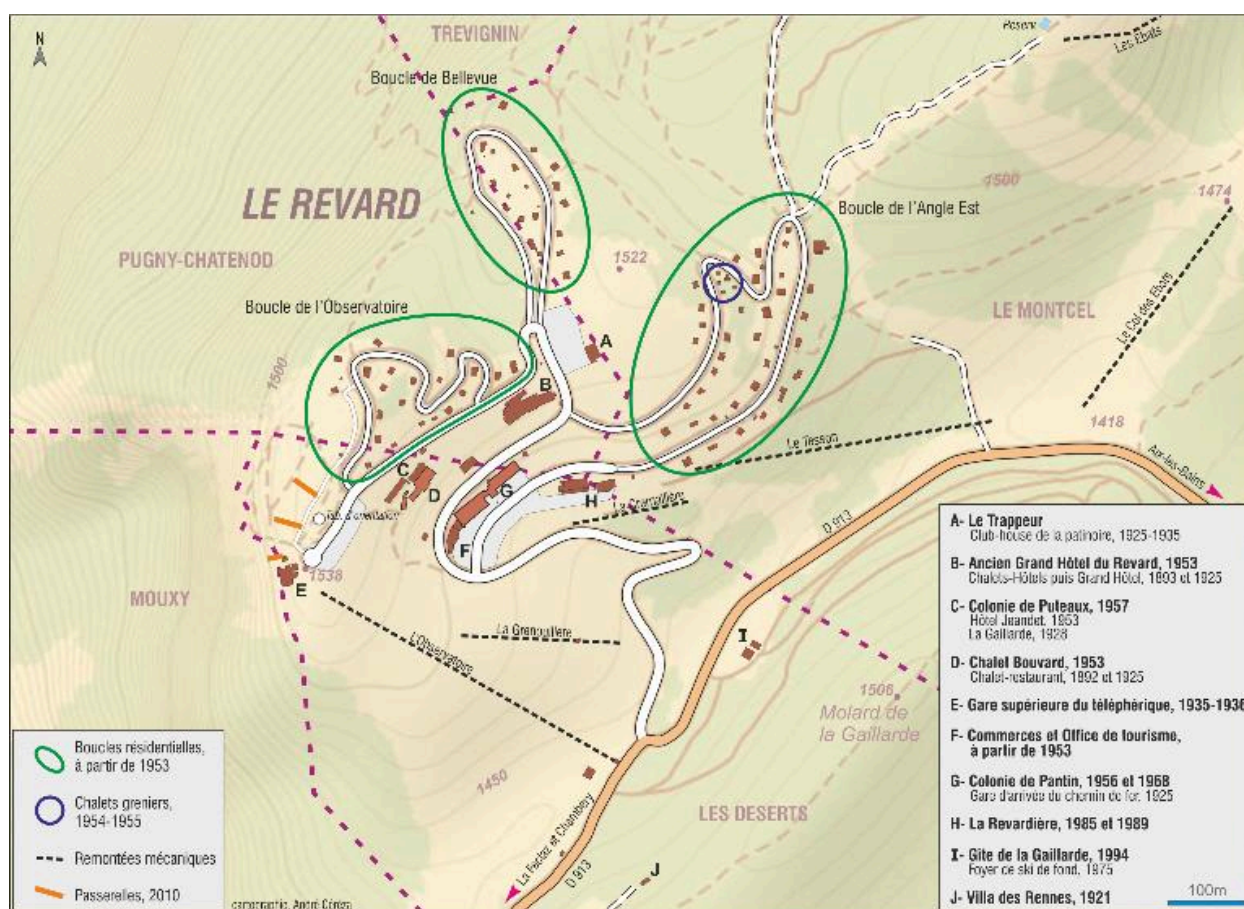 N
TREVIGNIN
Boucle de Bellevue
Réserv
Les Ebats
LE REVARD
1500
1474
Boucle de l'Angle Est
PUGNY-CHATENOD
1522
LE MONTCEL
Le Col des Ebats
Boucle de l'Observatoire
A
1500
B
1418
Le Tesson
Aix-les-Bains
C
D
G
H
Tab. d'orientation
La Cremaillere
D 913
F
1538
E
MOUXY
La Grenouillere
L'Observatoire
I
1506
Molard de
la Gaillarde
1450
LES DESERTS
La Feclaz et Chambery
D 913
J
cartographie, André Céréza
Boucles résidentielles,
à partir de 1953
Chalets greniers,
1954-1955
Remontées mécaniques
Passerelles, 2010
A- Le Trappeur
Club-house de la patinoire, 1925-1935
B- Ancien Grand Hôtel du Revard, 1953
Chalets-Hôtels puis Grand Hôtel, 1893 et 1925
C- Colonie de Puteaux, 1957
Hôtel Jeandet, 1953
La Gaillarde, 1928
D- Chalet Bouvard, 1953
Chalet-restaurant, 1892 et 1925
E- Gare supérieure du téléphérique, 1935-1936
F- Commerces et Office de tourisme,
à partir de 1953
G- Colonie de Pantin, 1956 et 1968
Gare d'arrivée du chemin de fer, 1925
H- La Revardière, 1985 et 1989
I- Gîte de la Gaillarde, 1994
Foyer de ski de fond, 1975
J- Villa des Rennes, 1921
100m